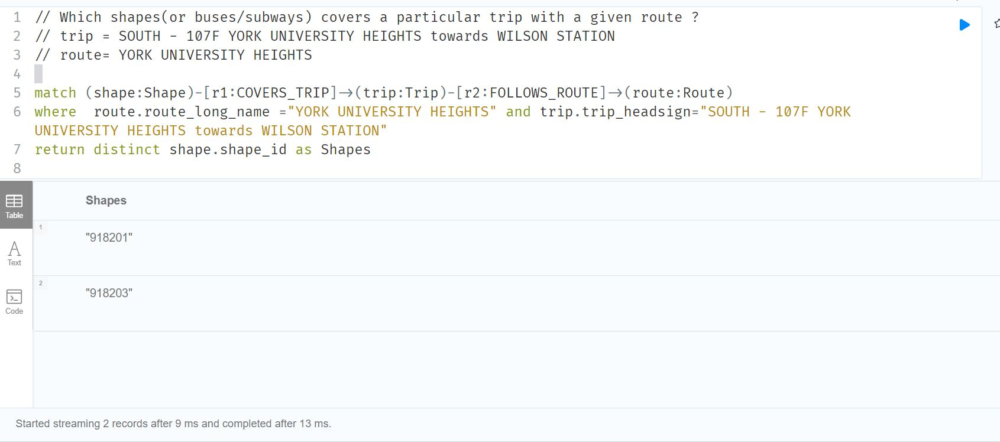 1 // Which shapes(or buses/subways) covers a particular trip with a given route ?
2 // trip = SOUTH - 107F YORK UNIVERSITY HEIGHTS towards WILSON STATION
3 // route= YORK UNIVERSITY HEIGHTS
4
5 match (shape:Shape)-[r1:COVERS_TRIP]->(trip:Trip)-[r2:FOLLOWS_ROUTE]->(route:Route)
6 where  route.route_long_name ="YORK UNIVERSITY HEIGHTS" and trip.trip_headsign="SOUTH - 107F YORK
UNIVERSITY HEIGHTS towards WILSON STATION"
7 return distinct shape.shape_id as Shapes
8
Table
Text
Code
Shapes
1
"918201"
2
"918203"
Started streaming 2 records after 9 ms and completed after 13 ms.